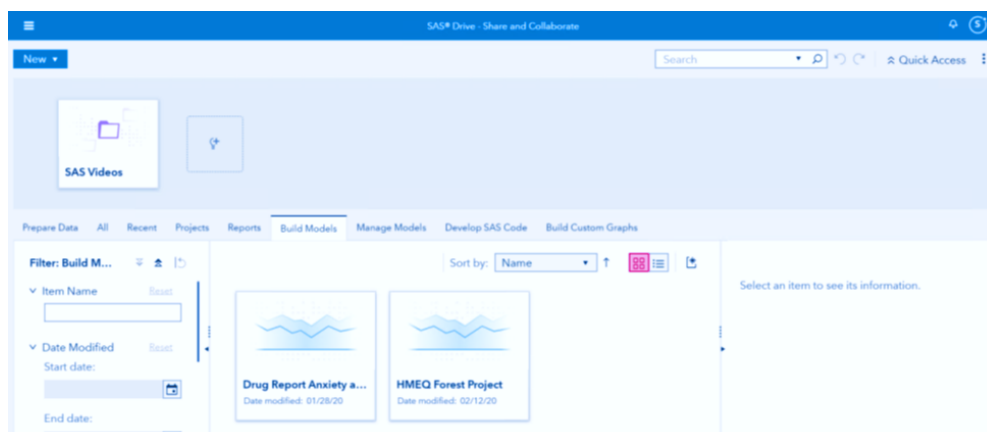 SAS® Drive - Share and Collaborate
S
New
Search
Quick Access
SAS Videos
Prepare Data All Recent Projects Reports Build Models Manage Models Develop SAS Code Build Custom Graphs
Filter: Build M...
Sort by: Name
Item Name Reset
Select an item to see its information.
Date Modified Reset
Start date:
End date:
Drug Report Anxiety a...
Date modified: 01/28/20
HMEQ Forest Project
Date modified: 02/12/20